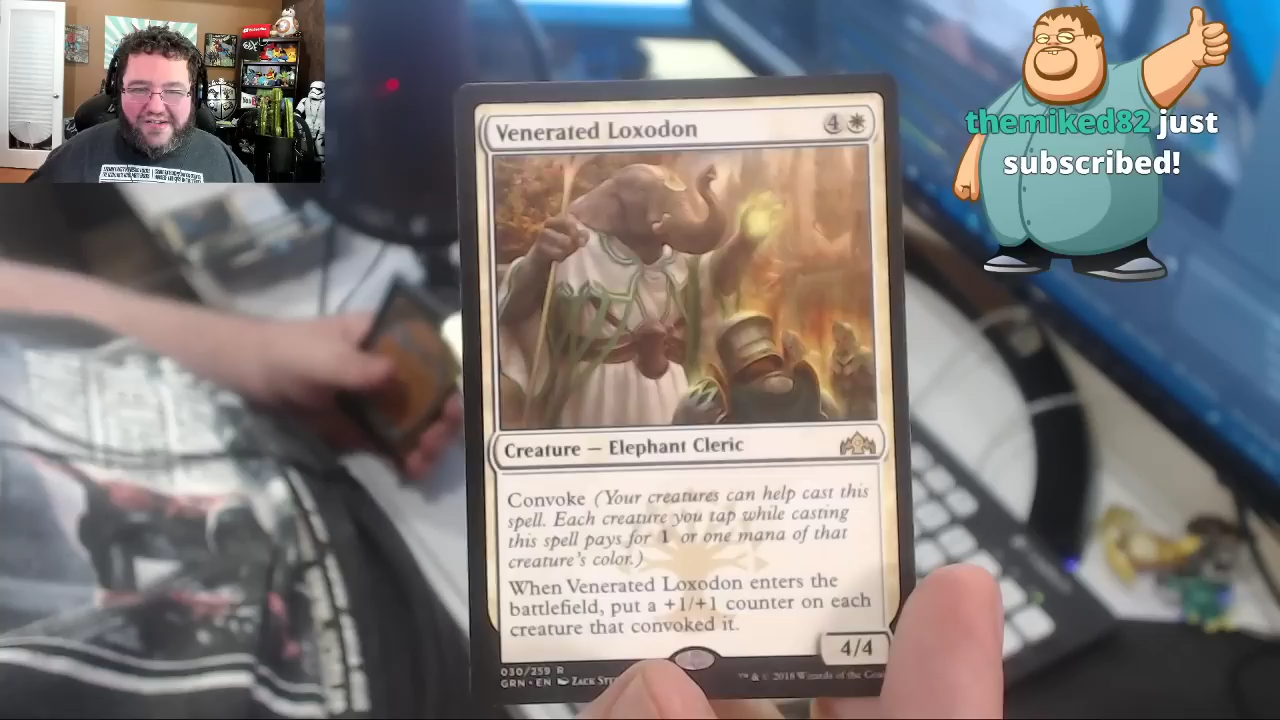 themiked82 just
subscribed!
Venerated Loxodon 4
Creature — Elephant Cleric
Convoke (Your creatures can help cast this
spell. Each creature you tap while casting
this spell pays for 1 or one mana of that
creature's color.)
When Venerated Loxodon enters the
battlefield, put a +1/+1 counter on each
creature that convoked it.
4/4
030/259 R
GRN • EN ZACK
™ & © 2018 Wizards of the